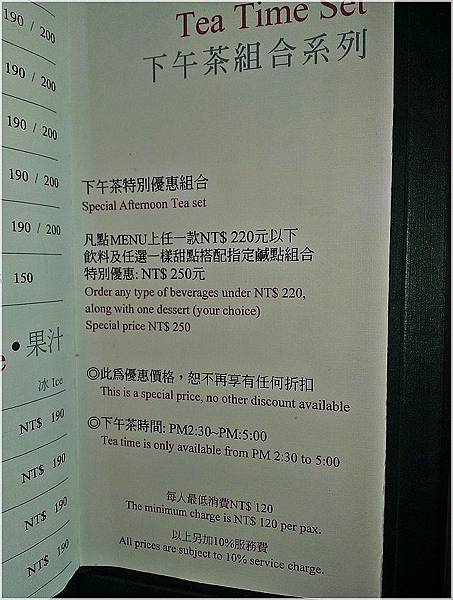 190 / 200
190 / 200
190 / 200
190 / 200
190 / 200
150
• 果汁
冰 Ice
NT$ 190
NT$ 190
NT$ 190
NT$ 190
Tea Time Set
下午茶組合系列
下午茶特別優惠組合
Special Afternoon Tea set
凡點MENU上任一款NT$ 220元以下
飲料及任選一樣甜點搭配指定鹹點組合
特別優惠: NT$ 250元
Order any type of beverages under NT$ 220,
along with one dessert (your choice)
Special price NT$ 250
◎此爲優惠價格，恕不再享有任何折扣
This is a special price, no other discount available
◎下午茶時間: PM2:30~PM:5:00
Tea time is only available from PM 2:30 to 5:00
每人最低消費NT$ 120
The minimum charge is NT$ 120 per pax.
以上另加10%服務費
All prices are subject to 10% service charge.